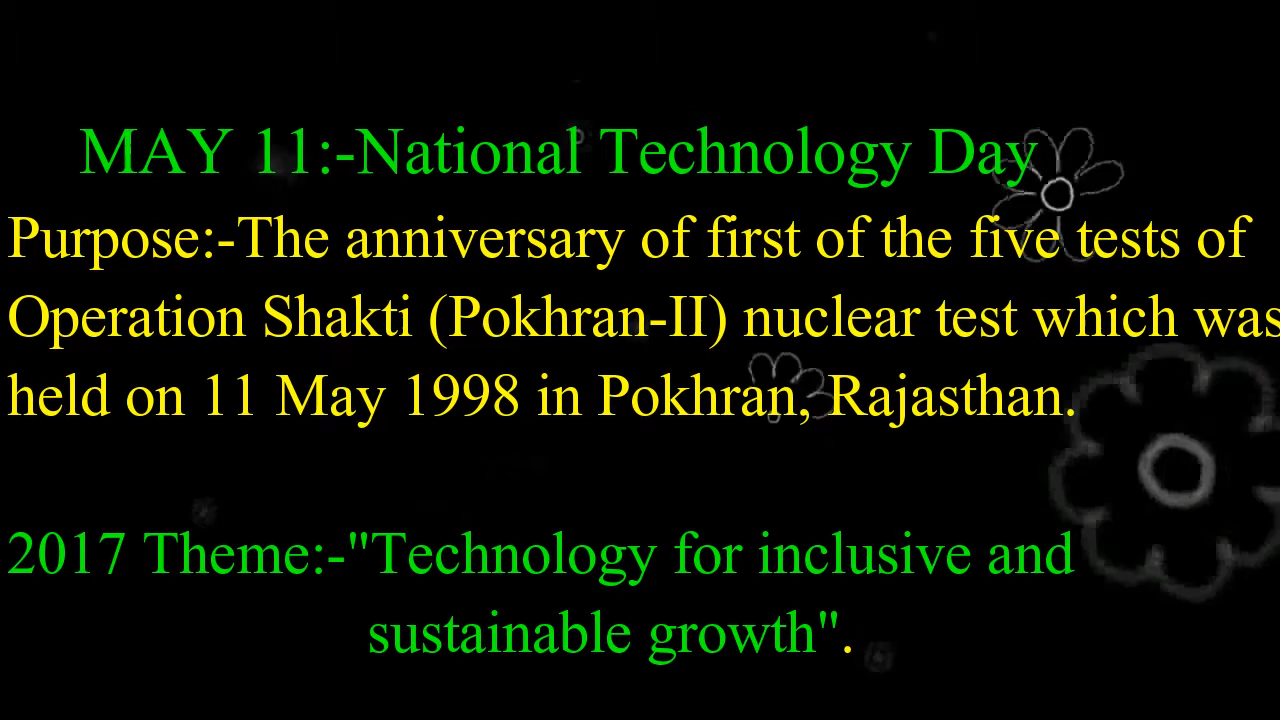 MAY 11:-National Technology Day
Purpose:-The anniversary of first of the five tests of
Operation Shakti (Pokhran-II) nuclear test which was
held on 11 May 1998 in Pokhran, Rajasthan.
2017 Theme:-"Technology for inclusive and
sustainable growth".